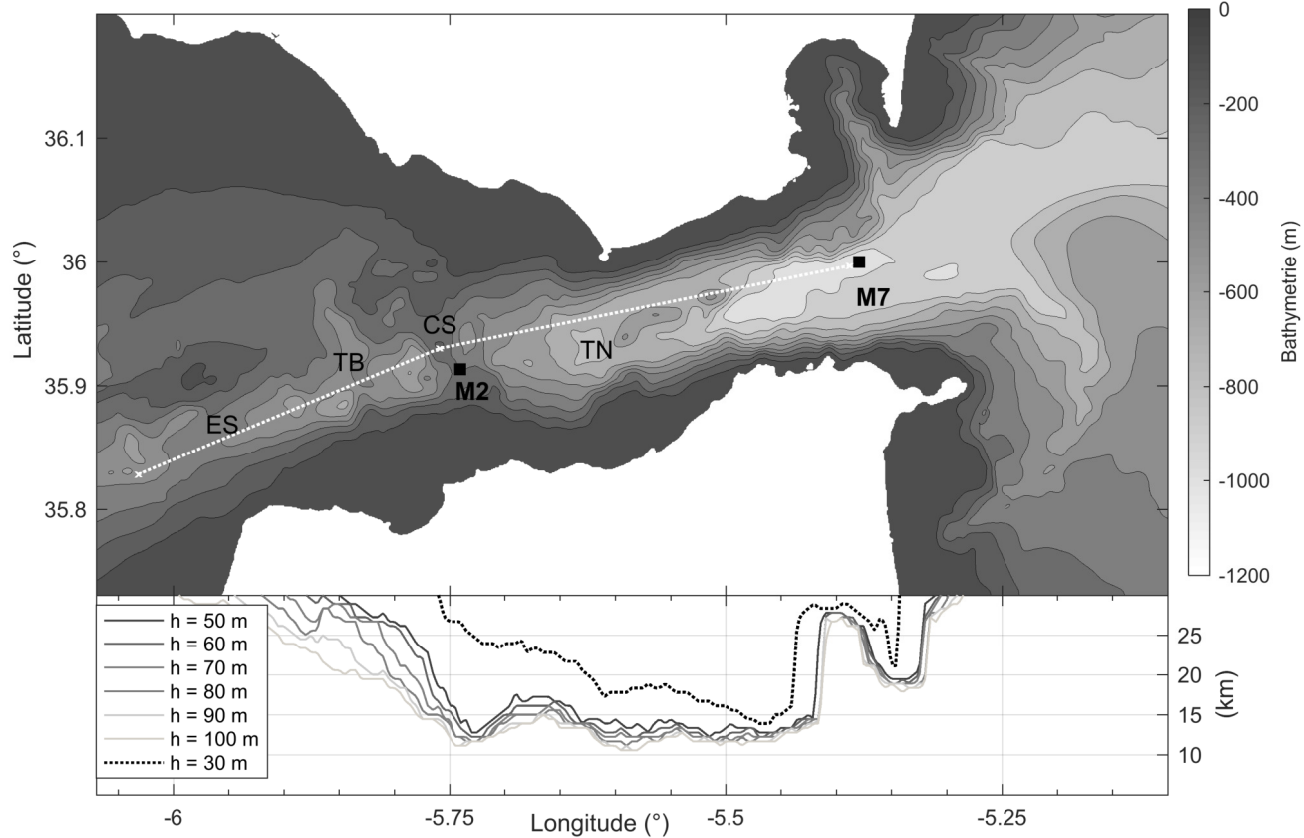 0
-200
-400
-600
-800
-1000
-1200
Bathymetrie (m)
36.1
36
35.9
35.8
Latitude (°)
CS
TB
ES
TN
M2
M7
h = 50 m
h = 60 m
h = 70 m
h = 80 m
h = 90 m
h = 100 m
h = 30 m
25
20
15
10
(km)
-6
-5.75
-5.5
-5.25
Longitude (°)